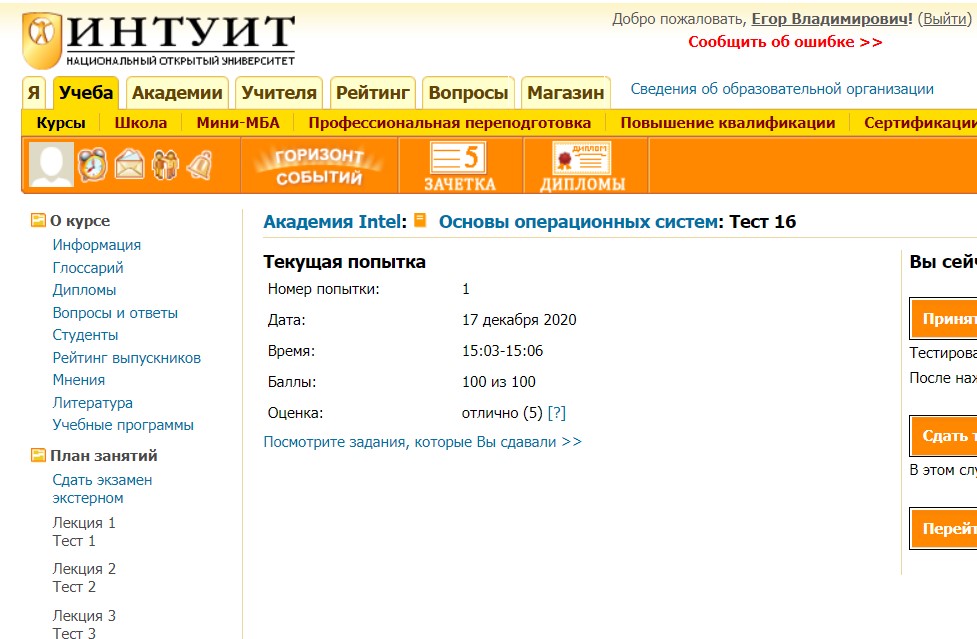 ИНТУИТ
НАЦИОНАЛЬНЫЙ ОТКРЫТЫЙ УНИВЕРСИТЕТ
Добро пожаловать, Егор Владимирович! (Выйти)
Сообщить об ошибке >>
Я Учеба Академии Учителя Рейтинг Вопросы Магазин
Сведения об образовательной организации
Курсы Школа Мини-МБА Профессиональная переподготовка Повышение квалификации Сертификации
ГОРИЗОНТ СОБЫТИЙ
5
ЗАЧЕТКА
ДИПЛОМ
ДИПЛОМЫ
О курсе
Информация
Глоссарий
Дипломы
Вопросы и ответы
Студенты
Рейтинг выпускников
Мнения
Литература
Учебные программы
План занятий
Сдать экзамен
экстерном
Лекция 1
Тест 1
Лекция 2
Тест 2
Лекция 3
Тест 3
Академия Intel: Основы операционных систем: Тест 16
Текущая попытка
Номер попытки: 1
Дата: 17 декабря 2020
Время: 15:03-15:06
Баллы: 100 из 100
Оценка: отлично (5) [?]
Посмотрите задания, которые Вы сдавали >>
Вы сей
Принят
Тестирова
После наж
Сдать т
В этом слу
Перейт